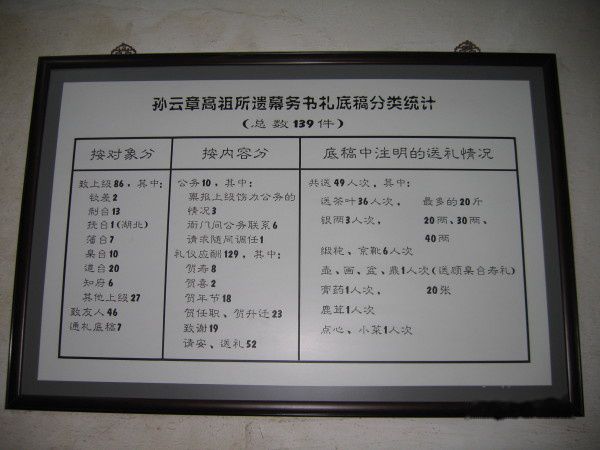 孙云章高祖所遗幕务书札底稿分类统计
（总数139件）
按对象分
致上级86，其中：
钦差2
制台13
抚台1（湖北）
藩台7
臬台10
道台20
知府6
其他上级27
致友人46
通札底稿7
按内容分
公务10，其中：
禀报上级饬办公务的
情况3
衙门间公务联系6
请求随同调任1
礼仪应酬129，其中：
贺寿8
贺喜2
贺年节18
贺任职、贺升迁23
致谢19
请安、送礼52
底稿中注明的送礼情况
共送49人次，其中：
送茶叶36人次， 最多的20斤
银两3人次， 20两、30两、
40两
缎袍、京靴6人次
壶、画、盆、鼎1人次（送顾臬台寿礼）
膏药1人次， 20张
鹿茸1人次
点心、小菜1人次